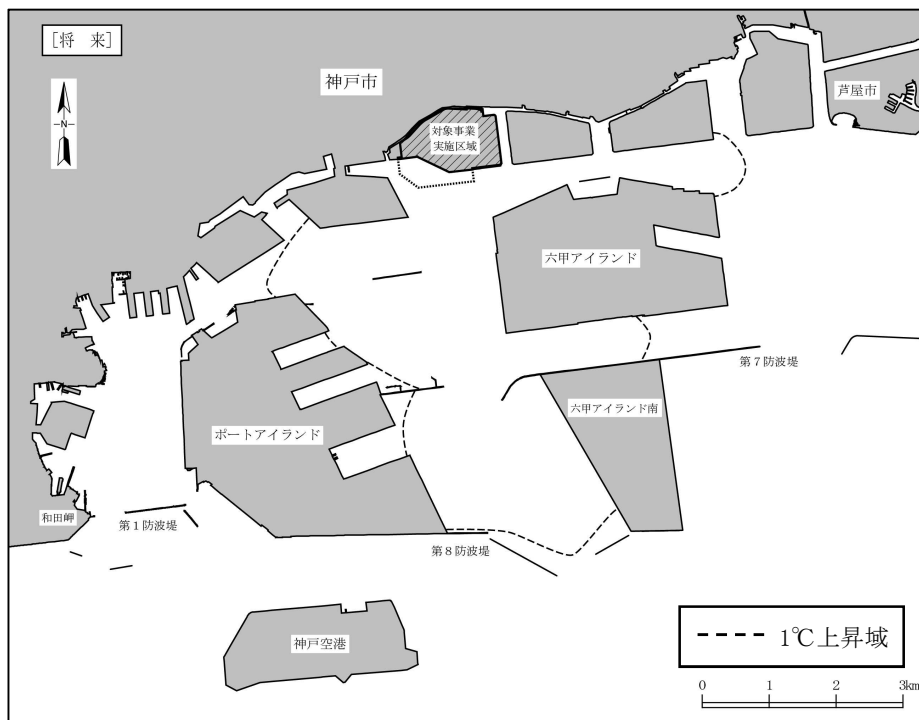 [将　来]
神戸市
芦屋市
N
対象事業
実施区域
六甲アイランド
第７防波堤
六甲アイランド南
ポートアイランド
和田岬
第１防波堤
第８防波堤
神戸空港
1℃上昇域
0 1 2 3km